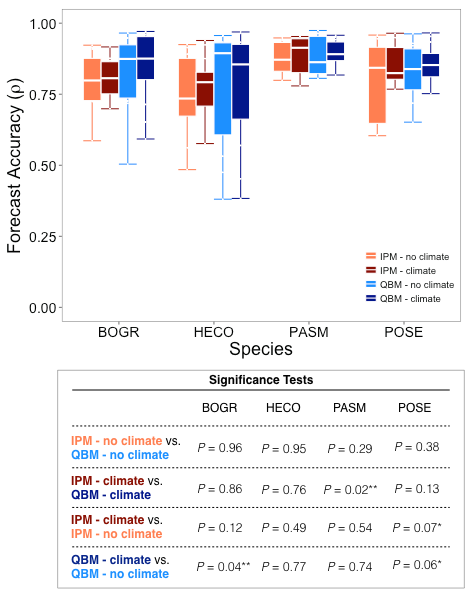 1.00
0.75
0.50
0.25
0.00
Forecast Accuracy (ρ)
IPM - no climate
IPM - climate
QBM - no climate
QBM - climate
BOGR HECO PASM POSE
Species
Significance Tests
BOGR HECO PASM POSE
IPM - no climate vs.
QBM - no climate
P = 0.96 P = 0.95 P = 0.29 P = 0.38
IPM - climate vs.
QBM - climate
P = 0.86 P = 0.76 P = 0.02** P = 0.13
IPM - climate vs.
IPM - no climate
P = 0.12 P = 0.49 P = 0.54 P = 0.07*
QBM - climate vs.
QBM - no climate
P = 0.04** P = 0.77 P = 0.74 P = 0.06*